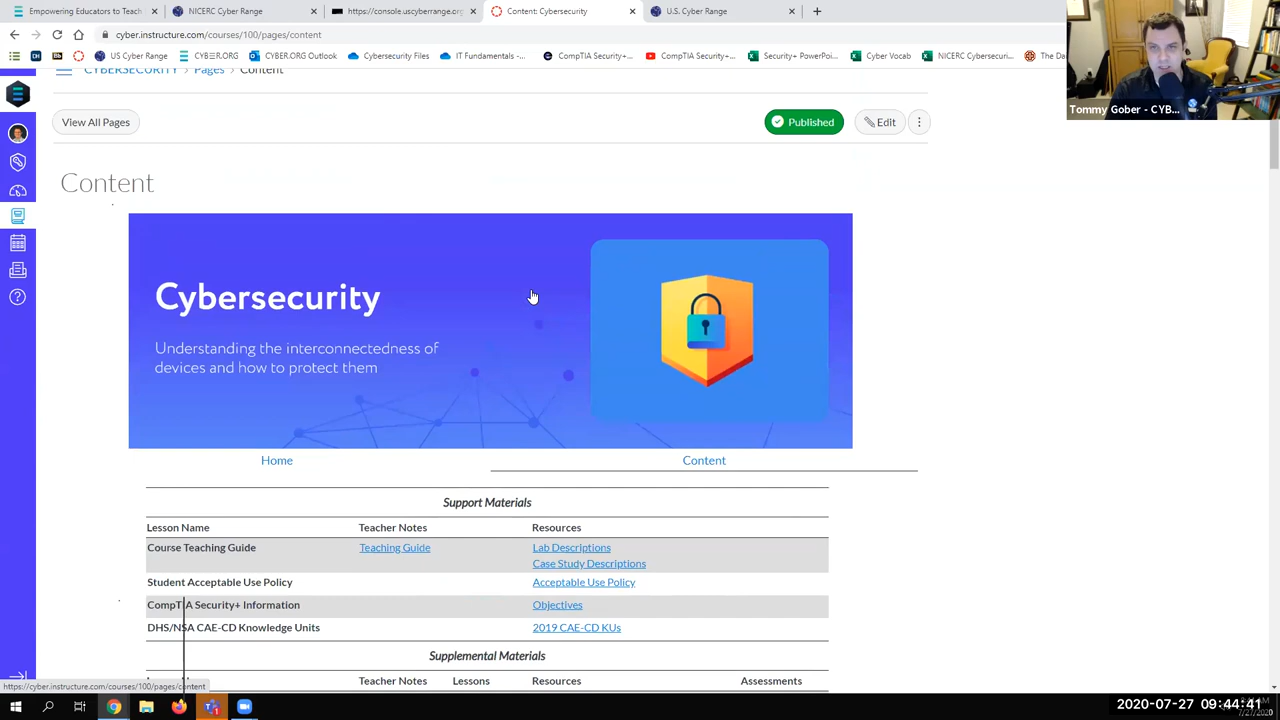 Empowering Educators to Teach
NICERC Cyber Range
https://console.uscyberrange.org
Content: Cybersecurity
U.S. Cyber Range
cyber.instructure.com/courses/100/pages/content
US Cyber Range
CYBER.ORG
CYBER.ORG Outlook
Cybersecurity Files
IT Fundamentals -...
CompTIA Security+...
CompTIA Security+...
Security+ PowerPoi...
Cyber Vocab
NICERC Cybersecuri...
The Da
Tommy Gober - CYB...
CYBERSECURITY
Pages
Content
View All Pages
Published
Edit
Content
Cybersecurity
Understanding the interconnectedness of
devices and how to protect them
Home
Content
Support Materials
Lesson Name Teacher Notes Resources
Course Teaching Guide Teaching Guide Lab Descriptions
Case Study Descriptions
Student Acceptable Use Policy Acceptable Use Policy
CompTIA Security+ Information Objectives
DHS/NSA CAE-CD Knowledge Units 2019 CAE-CD KUs
Supplemental Materials
Teacher Notes Lessons Resources Assessments
https://cyber.instructure.com/courses/100/pages/content
2020-07-27 09:44:41